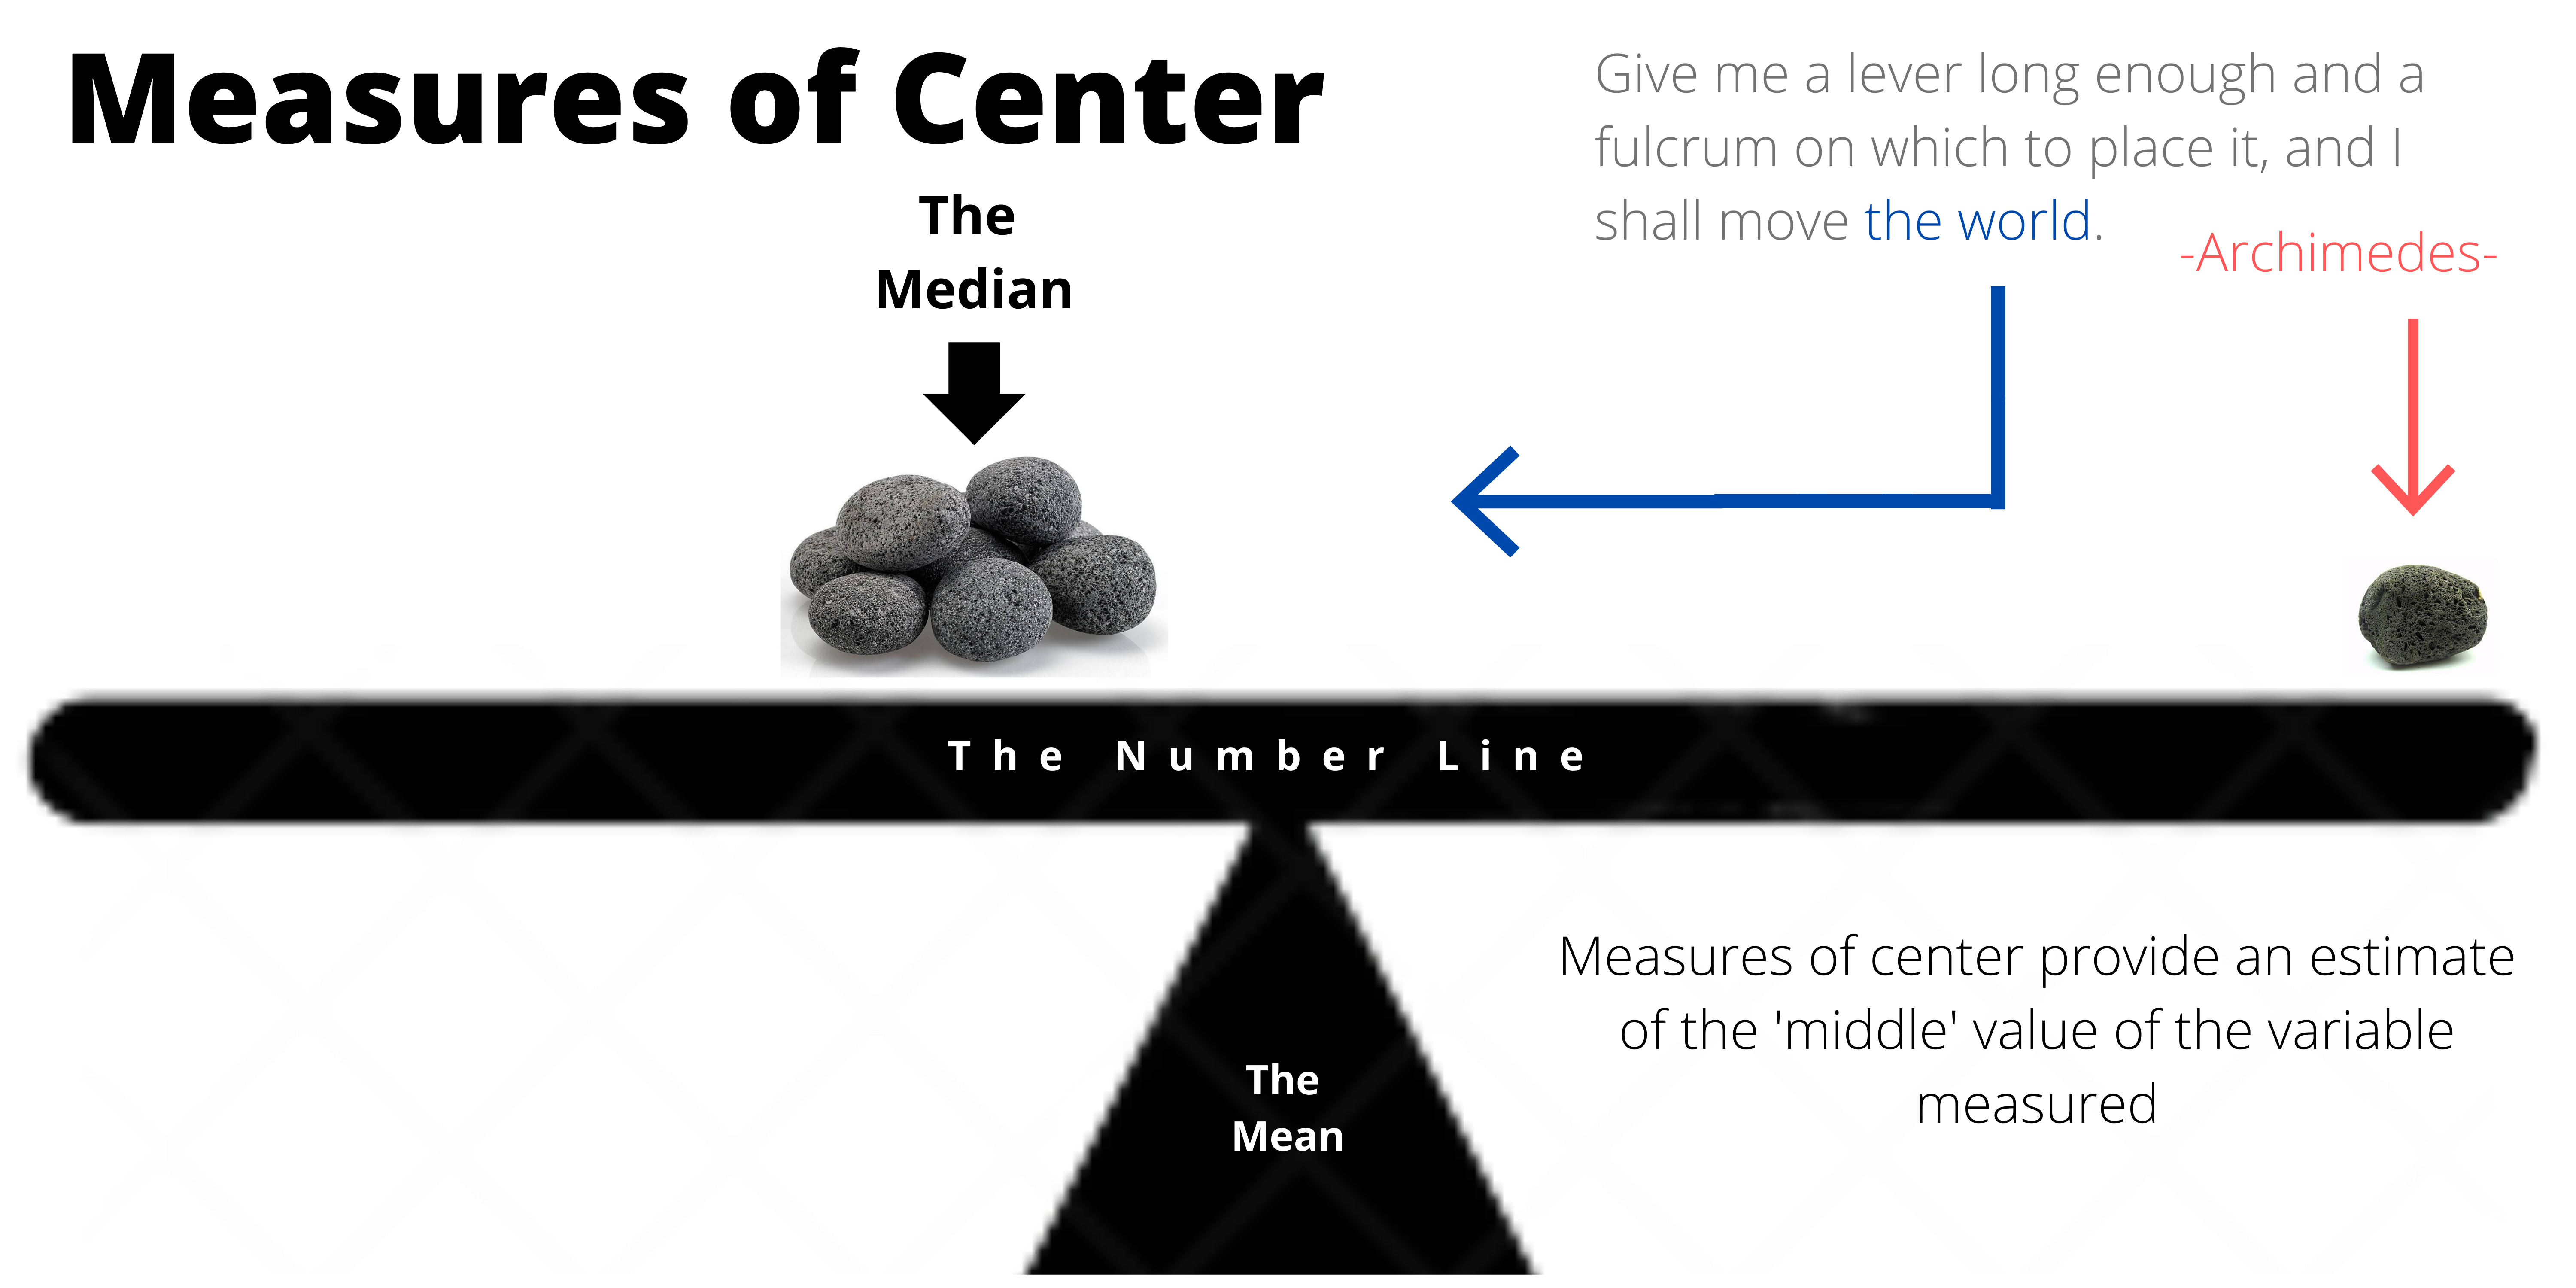 Measures of Center
Give me a lever long enough and a
fulcrum on which to place it, and I
shall move the world.
-Archimedes-
The
Median
The Number Line
The
Mean
Measures of center provide an estimate
of the 'middle' value of the variable
measured